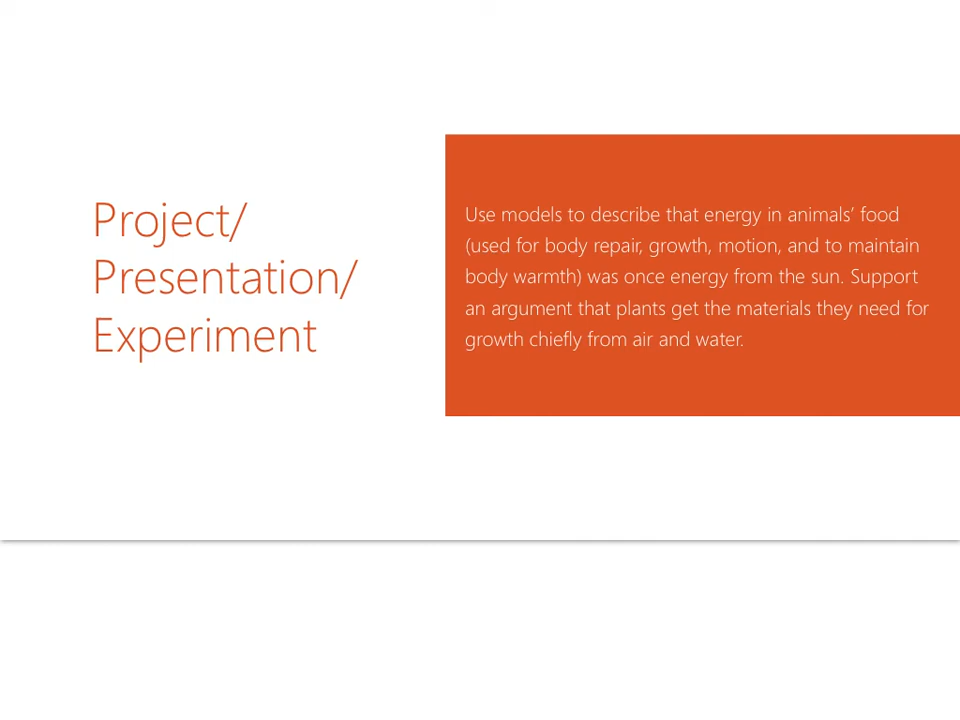 Project/
Presentation/
Experiment
Use models to describe that energy in animals’ food
(used for body repair, growth, motion, and to maintain
body warmth) was once energy from the sun. Support
an argument that plants get the materials they need for
growth chiefly from air and water.